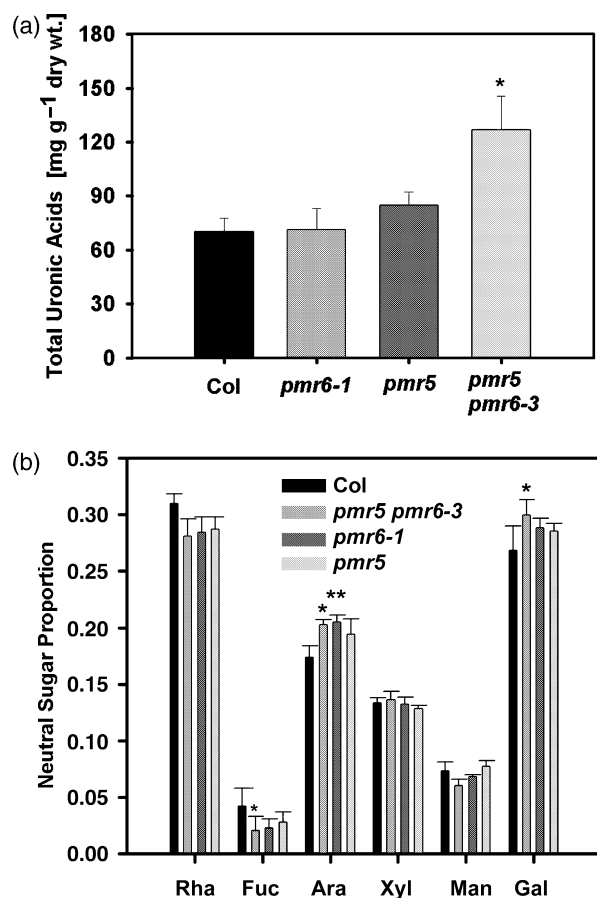 (a)
Total Uronic Acids [mg g⁻¹ dry wt.]
180
150
120
90
60
30
0
*
Col
pmr6-1
pmr5
pmr5
pmr6-3
(b)
Neutral Sugar Proportion
0.35
0.30
0.25
0.20
0.15
0.10
0.05
0.00
Col
pmr5 pmr6-3
pmr6-1
pmr5
*
*
**
*
Rha
Fuc
Ara
Xyl
Man
Gal